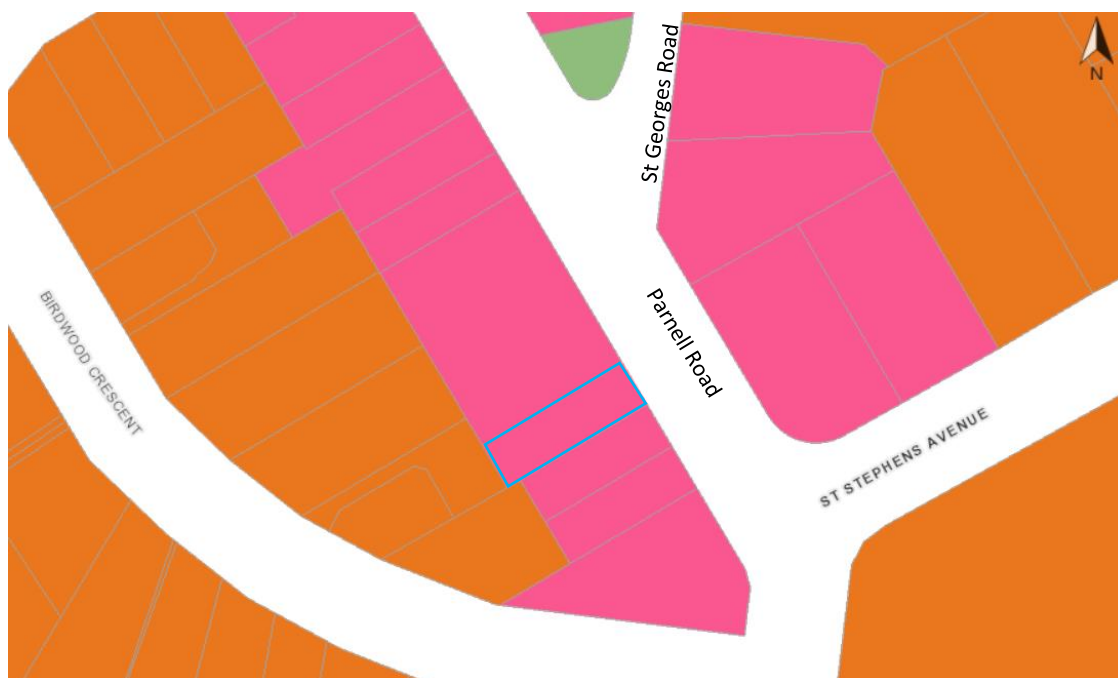 St Georges Road
N
Parnell Road
BIRDWOOD CRESCENT
ST STEPHENS AVENUE